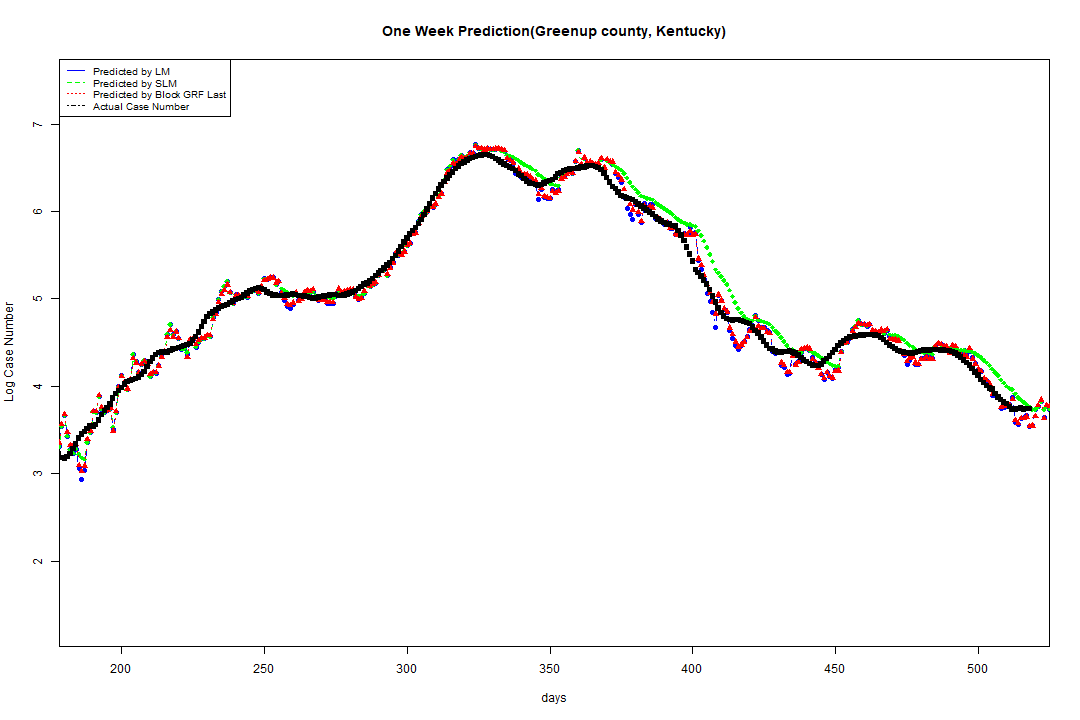 One Week Prediction(Greenup county, Kentucky)
Predicted by LM
Predicted by SLM
Predicted by Block GRF Last
Actual Case Number
7
6
5
4
3
2
Log Case Number
200 250 300 350 400 450 500
days